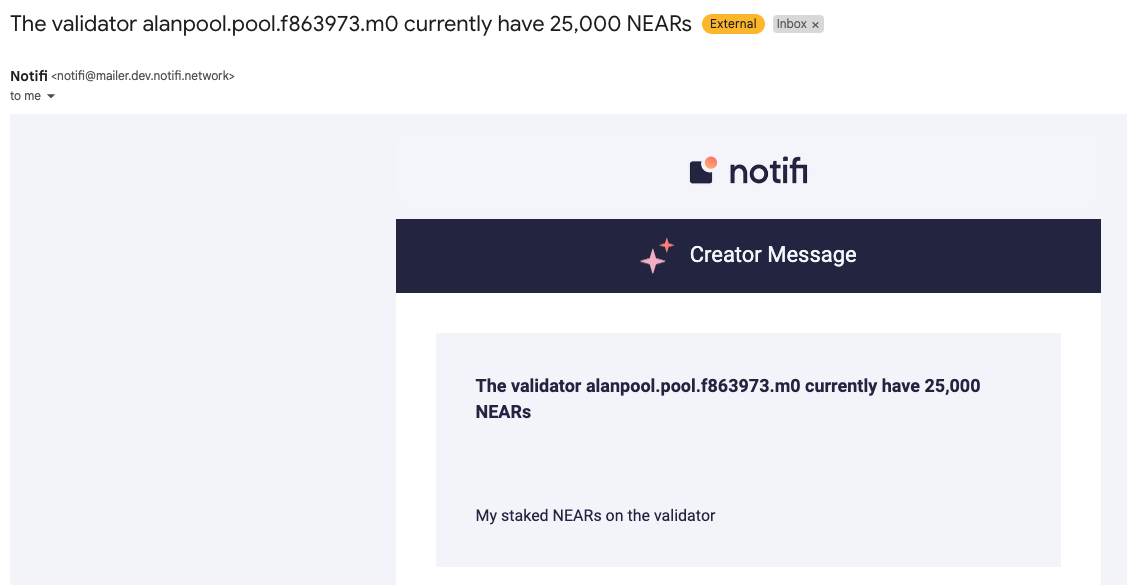 The validator alanpool.pool.f863973.m0 currently have 25,000 NEARs External Inbox ×
Notifi <notifi@mailer.dev.notifi.network>
to me
notifi
Creator Message
The validator alanpool.pool.f863973.m0 currently have 25,000
NEARs
My staked NEARs on the validator